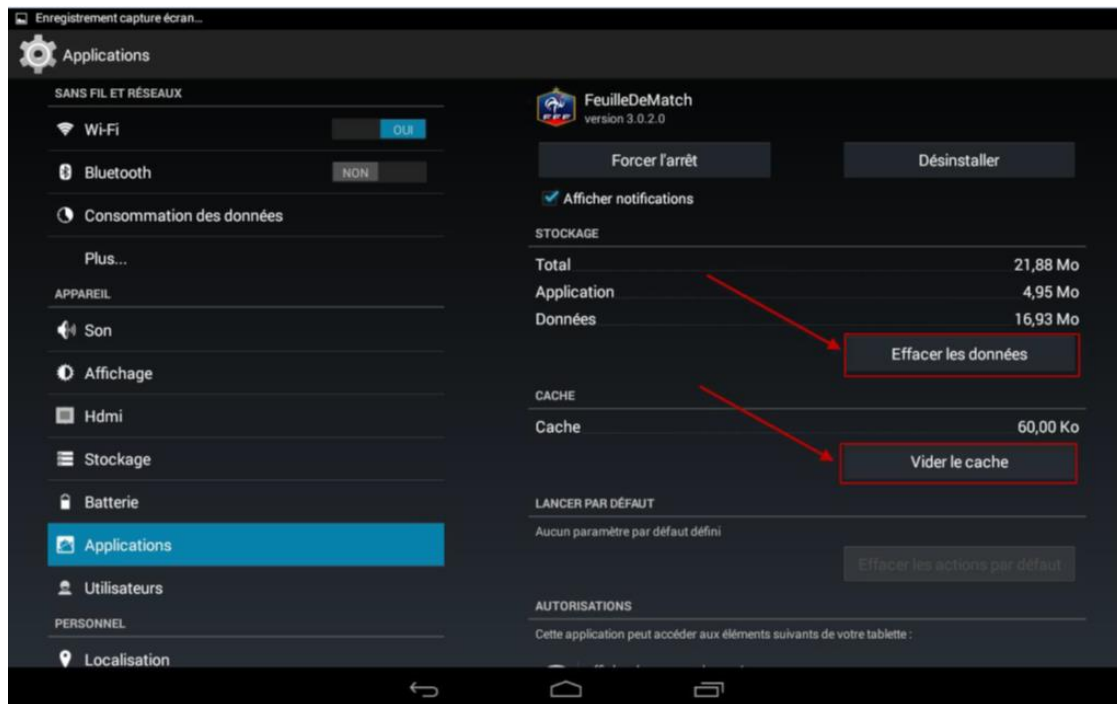 Enregistrement capture écran...
Applications
SANS FIL ET RÉSEAUX
Wi-Fi
OUI
Bluetooth
NON
Consommation des données
Plus...
APPAREIL
Son
Affichage
Hdmi
Stockage
Batterie
Applications
Utilisateurs
PERSONNEL
Localisation
FeuilleDeMatch
version 3.0.2.0
Forcer l'arrêt
Désinstaller
Afficher notifications
STOCKAGE
Total 21,88 Mo
Application 4,95 Mo
Données 16,93 Mo
Effacer les données
CACHE
Cache 60,00 Ko
Vider le cache
LANCER PAR DÉFAUT
Aucun paramètre par défaut défini
Effacer les actions par défaut
AUTORISATIONS
Cette application peut accéder aux éléments suivants de votre tablette :